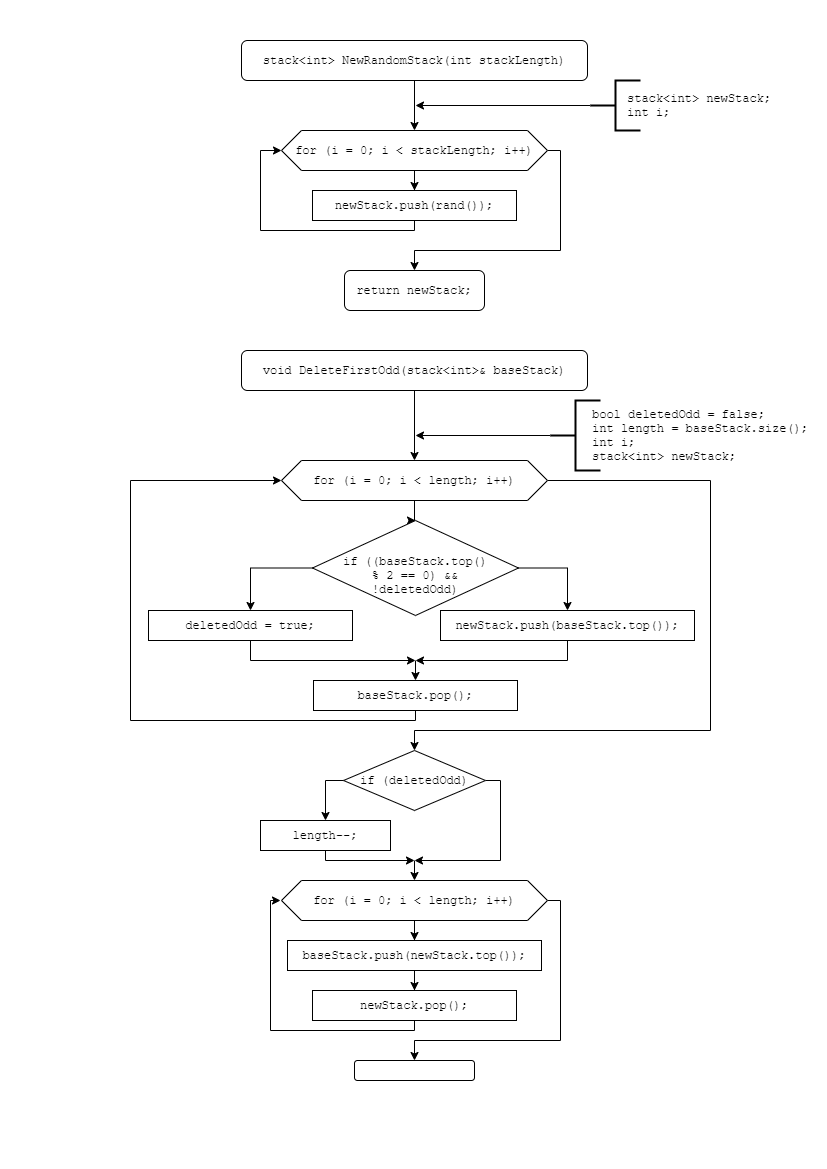 stack<int> NewRandomStack(int stackLength)
stack<int> newStack;
int i;
for (i = 0; i < stackLength; i++)
newStack.push(rand());
return newStack;
void DeleteFirstOdd(stack<int>& baseStack)
bool deletedOdd = false;
int length = baseStack.size();
int i;
stack<int> newStack;
for (i = 0; i < length; i++)
if ((baseStack.top()
% 2 == 0) &&
!deletedOdd)
deletedOdd = true;
newStack.push(baseStack.top());
baseStack.pop();
if (deletedOdd)
length--;
for (i = 0; i < length; i++)
baseStack.push(newStack.top());
newStack.pop();